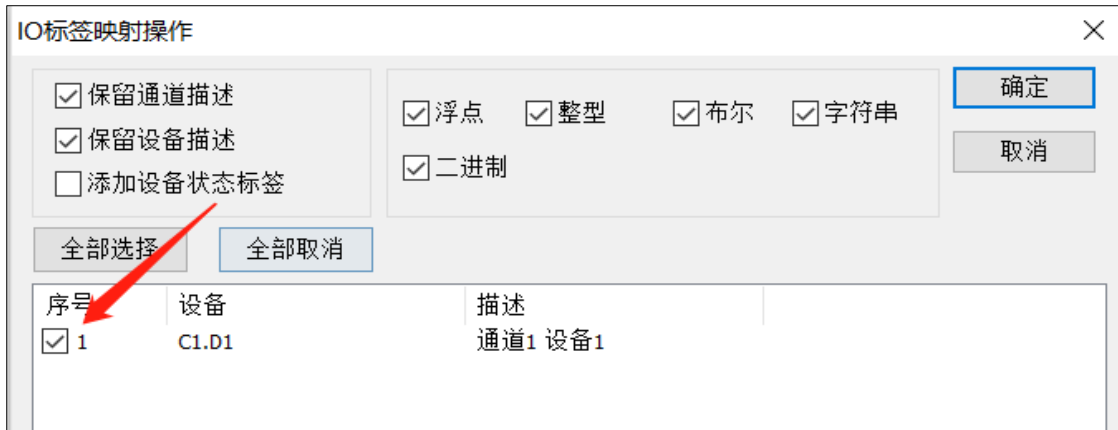 IO标签映射操作
保留通道描述
保留设备描述
添加设备状态标签
浮点 整型 布尔 字符串
二进制
确定
取消
全部选择 全部取消
序号 设备 描述
1 C1.D1 通道1 设备1